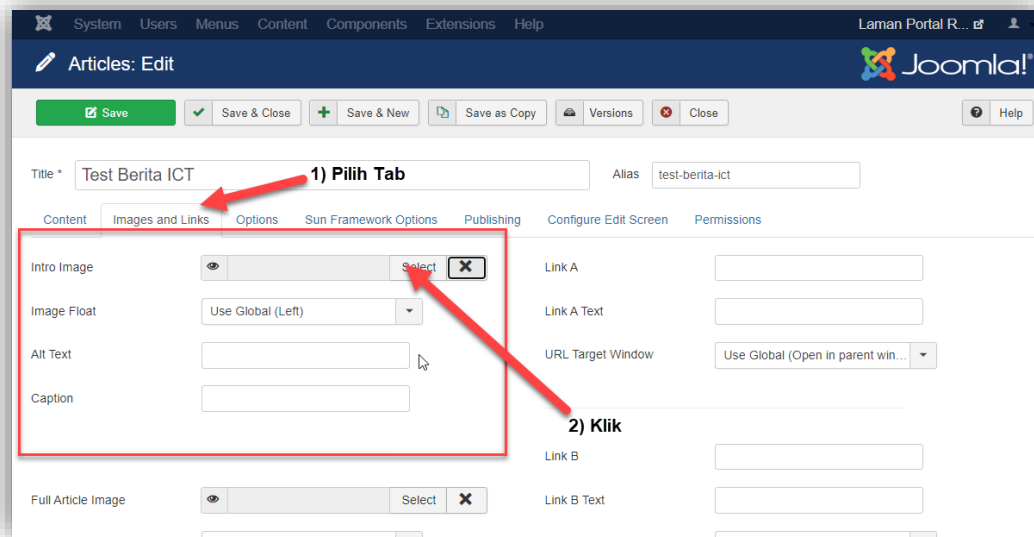 System Users Menus Content Components Extensions Help Laman Portal R...
Articles: Edit Joomla!®
Save Save & Close Save & New Save as Copy Versions Close Help
Title * Test Berita ICT 1) Pilih Tab Alias test-berita-ict
Content Images and Links Options Sun Framework Options Publishing Configure Edit Screen Permissions
Intro Image Select Link A
Image Float Use Global (Left) Link A Text
Alt Text URL Target Window Use Global (Open in parent win...
Caption
2) Klik
Link B
Full Article Image Select Link B Text